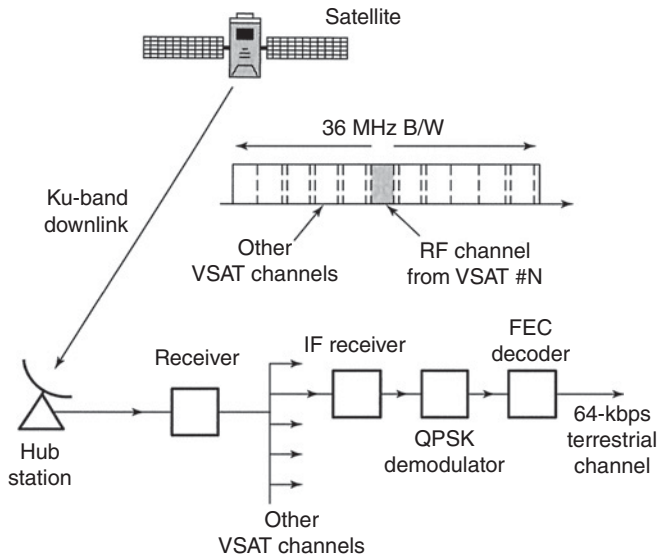 Satellite
36 MHz B/W
Ku-band
downlink
Other
VSAT channels
RF channel
from VSAT #N
Receiver
IF receiver
FEC
decoder
Hub
station
QPSK
demodulator
64-kbps
terrestrial
channel
Other
VSAT channels